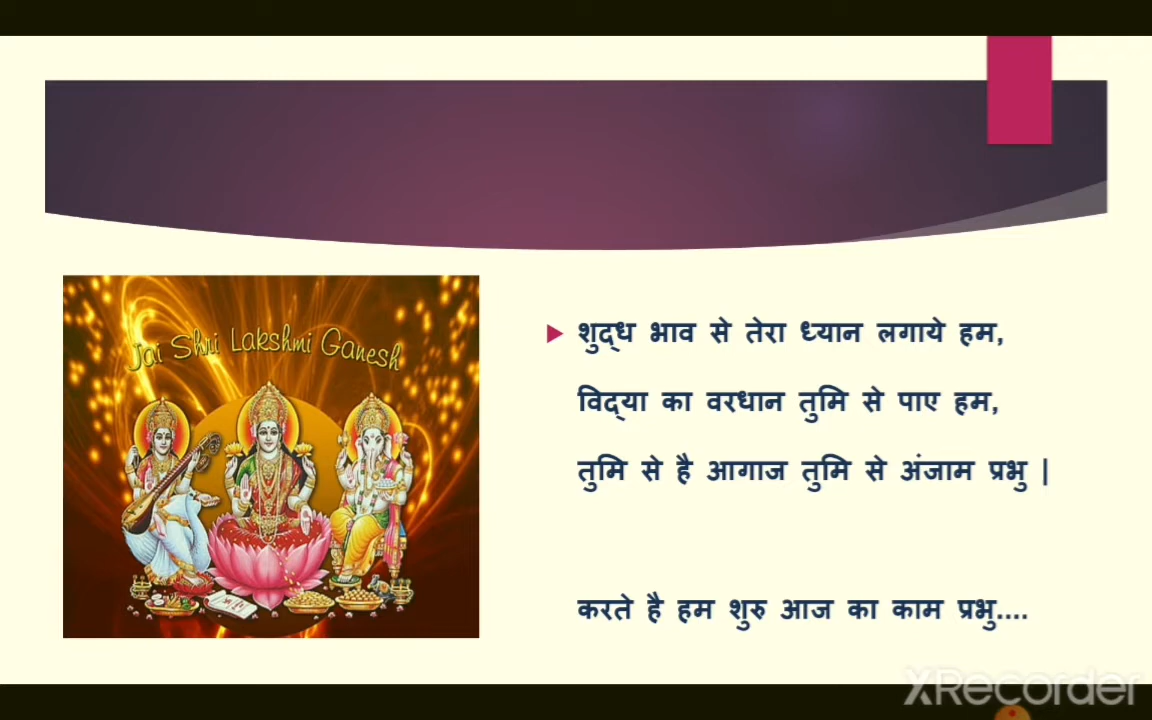 Jai Shri Lakshmi Ganesh
शुद्ध भाव से तेरा ध्यान लगाये हम,
विद्या का वरधान तुमि से पाए हम,
तुमि से है आगाज तुमि से अंजाम प्रभु |
करते है हम शुरु आज का काम प्रभु....
XRecorder